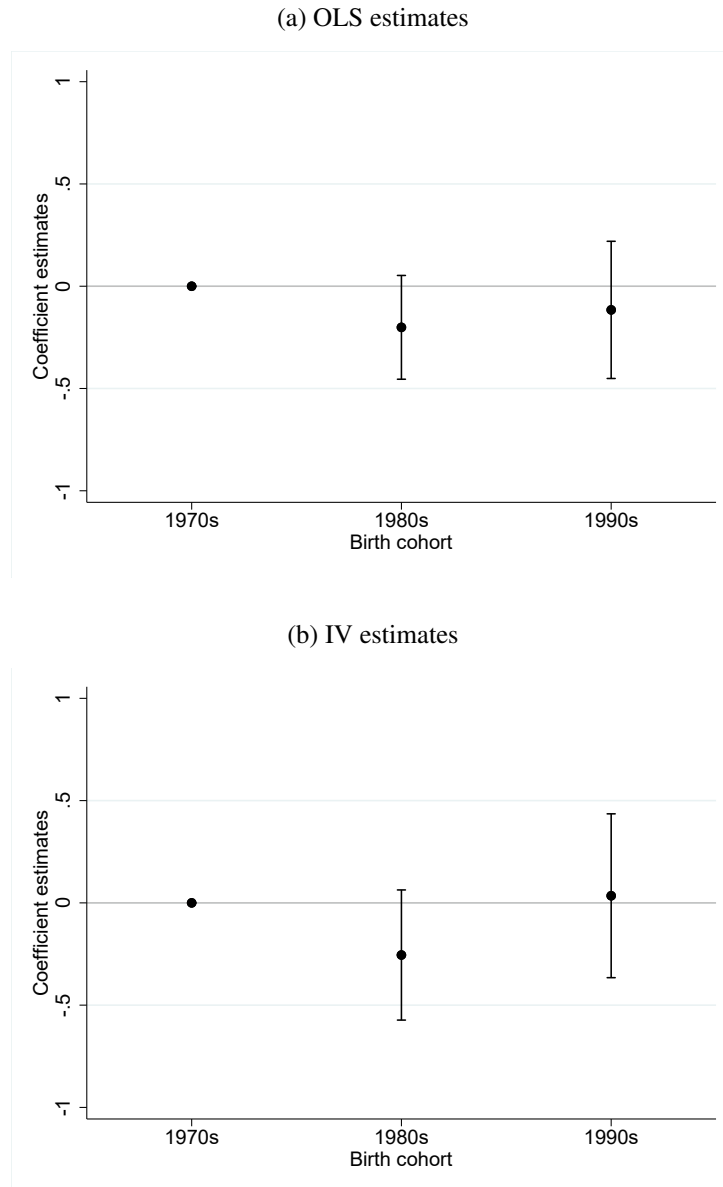 (a) OLS estimates
1
.5
0
-.5
-1
Coefficient estimates
1970s
1980s
1990s
Birth cohort
(b) IV estimates
1
.5
0
-.5
-1
Coefficient estimates
1970s
1980s
1990s
Birth cohort